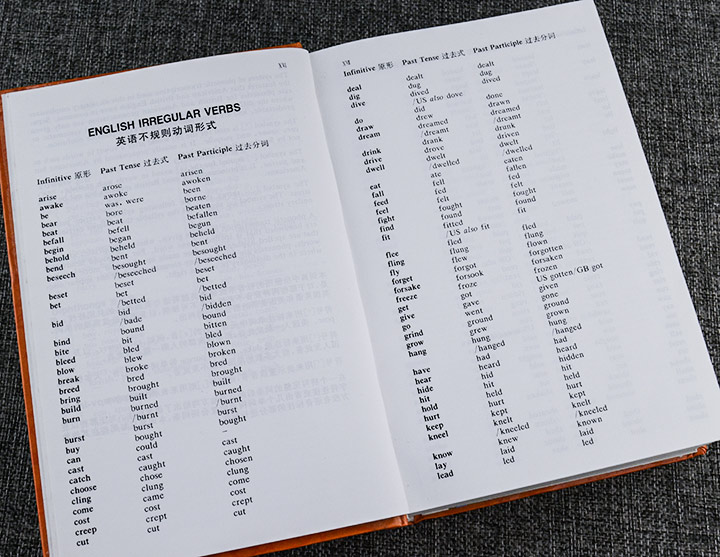 ENGLISH IRREGULAR VERBS
英语不规则动词形式
Infinitive 原形 Past Tense 过去式 Past Participle 过去分词
arise arose arisen
awake awoke awoken
be was, were been
bear bore borne
beat beat beaten
befall befell befallen
begin began begun
behold beheld beheld
bend bent bent
beseech besought besought
/beseeched /beseeched
beset beset beset
bet bet bet
/betted /betted
bid bid bid
/bade /bidden
bind bound bound
bite bit bitten
bleed bled bled
blow blew blown
break broke broken
breed bred bred
bring brought brought
build built built
burn burned burned
/burnt /burnt
burst burst burst
buy bought bought
can could –
cast cast cast
catch caught caught
choose chose chosen
cling clung clung
come came come
cost cost cost
creep crept crept
cut cut cut
Infinitive 原形 Past Tense 过去式 Past Participle 过去分词
deal dealt dealt
dig dug dug
dive dived dived
/US also dove
do did done
draw drew drawn
dream dreamed dreamed
/dreamt /dreamt
drink drank drunk
drive drove driven
dwell dwelt dwelt
/dwelled /dwelled
eat ate eaten
fall fell fallen
feed fed fed
feel felt felt
fight fought fought
find found found
fit fitted fit
/US also fit
flee fled fled
fling flung flung
fly flew flown
forget forgot forgotten
forsake forsook forsaken
freeze froze frozen
get got US gotten/GB got
give gave given
go went gone
grind ground ground
grow grew grown
hang hung hung
/hanged /hanged
have had had
hear heard heard
hide hid hidden
hit hit hit
hold held held
hurt hurt hurt
keep kept kept
kneel knelt knelt
/kneeled /kneeled
know knew known
lay laid laid
lead led led